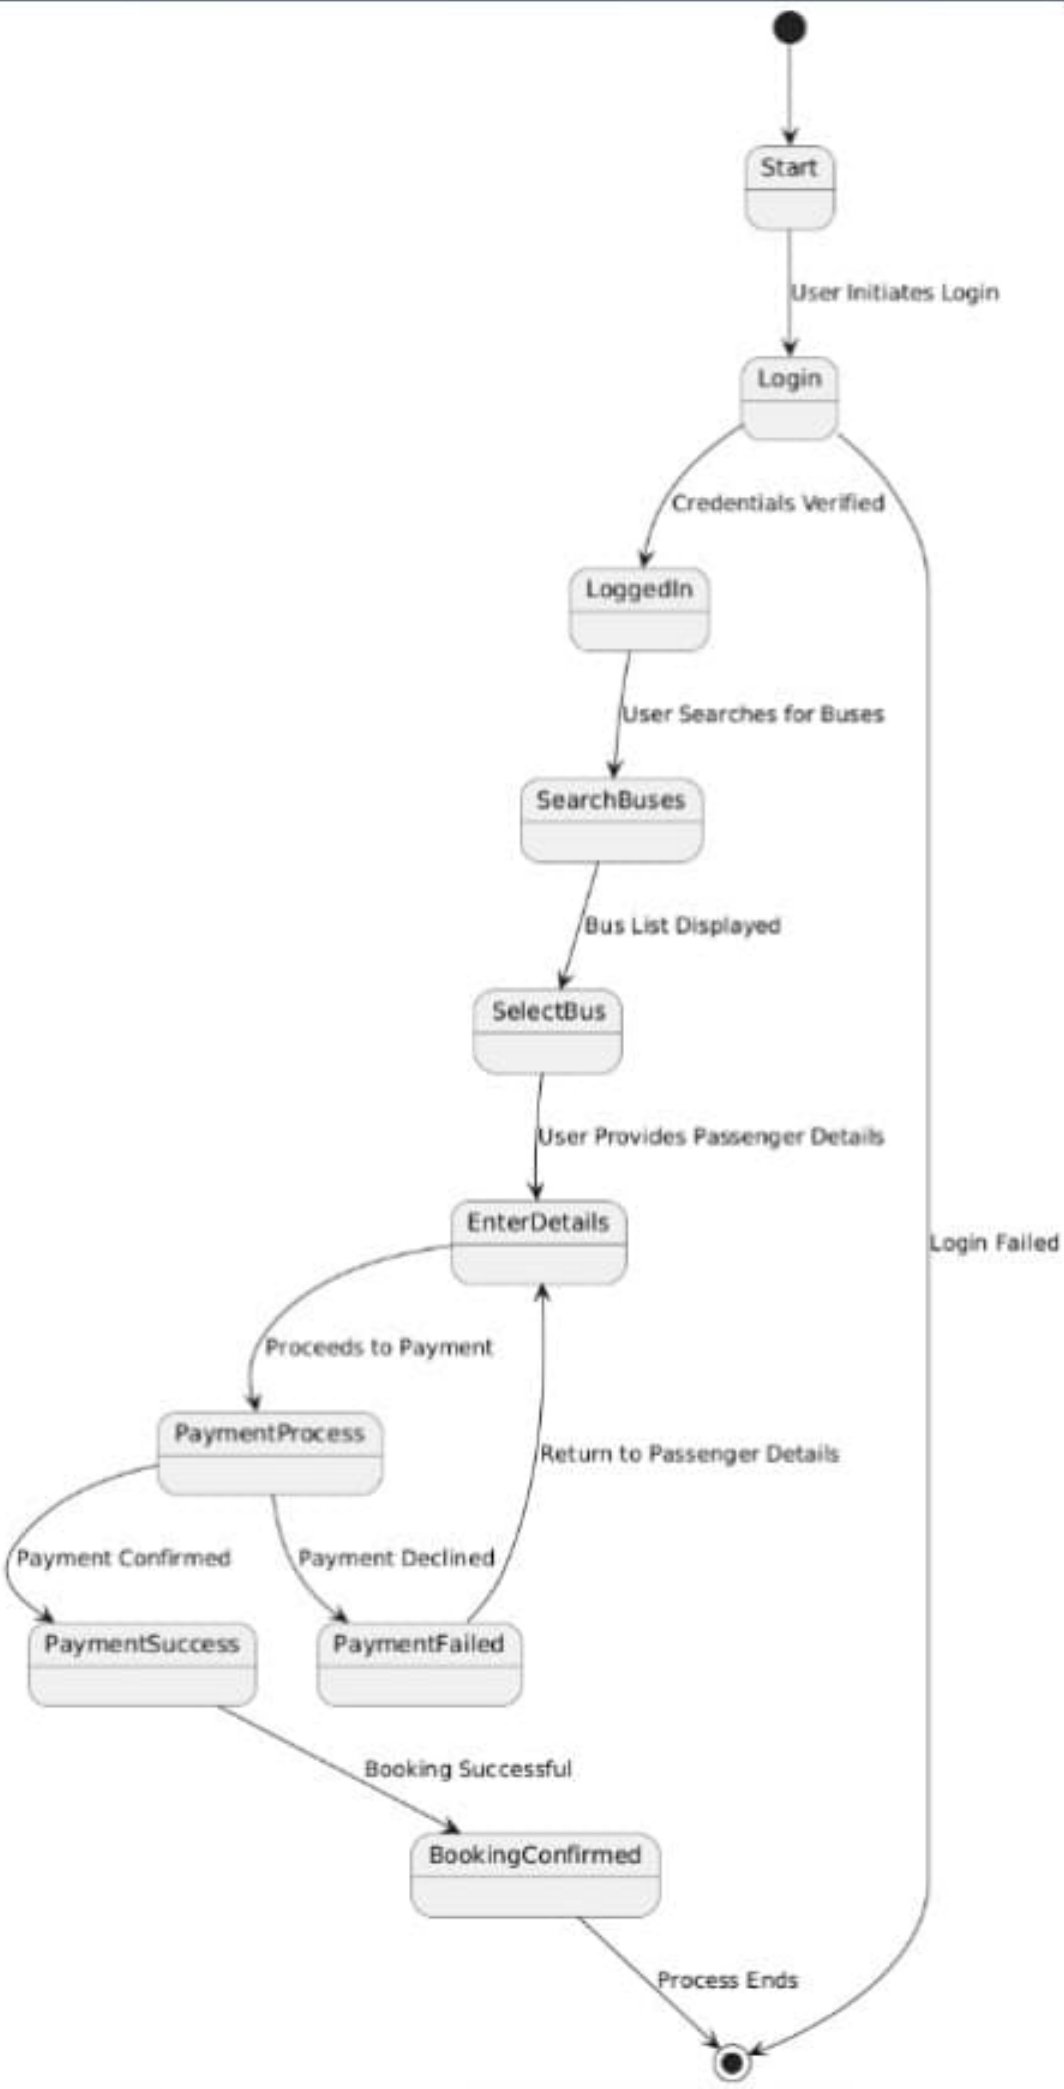 Start
User Initiates Login
Login
Credentials Verified
LoggedIn
User Searches for Buses
SearchBuses
Bus List Displayed
SelectBus
User Provides Passenger Details
EnterDetails
Login Failed
Proceeds to Payment
PaymentProcess
Return to Passenger Details
Payment Confirmed
Payment Declined
PaymentSuccess
PaymentFailed
Booking Successful
BookingConfirmed
Process Ends